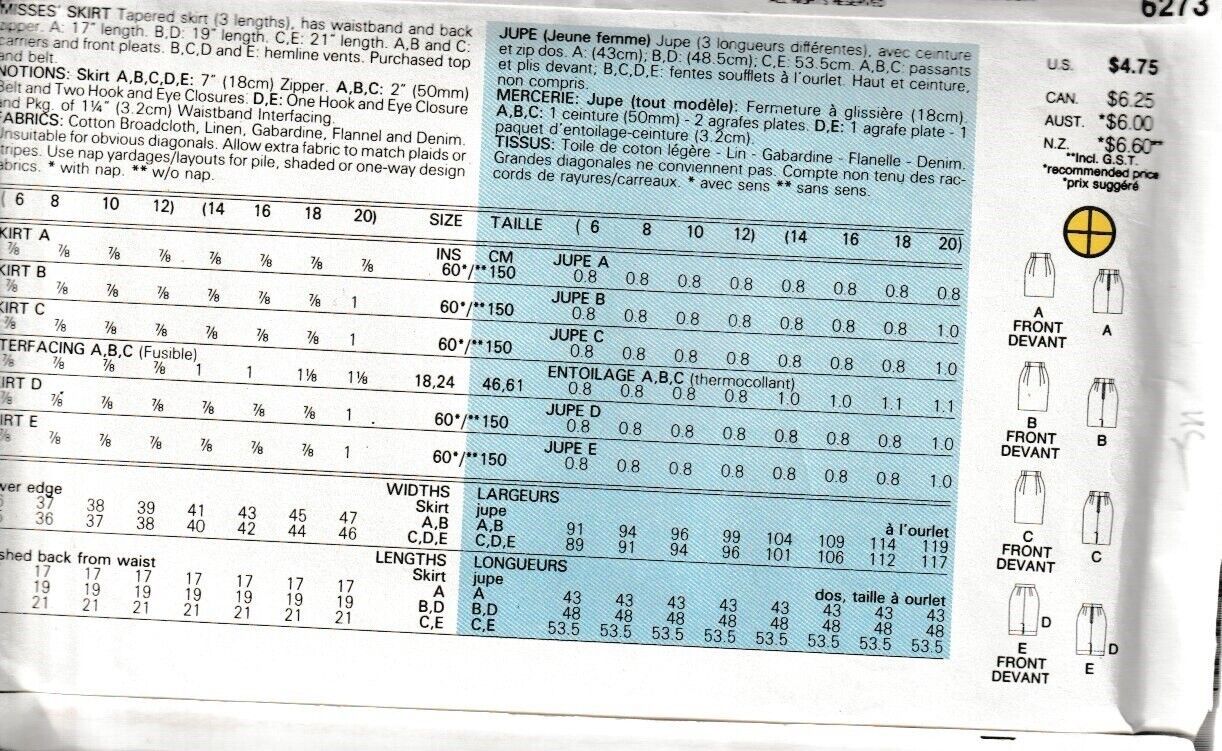 6273
MISSES' SKIRT Tapered skirt (3 lengths), has waistband and back
zipper. A: 17" length. B,D: 19" length. C,E: 21" length. A,B and C:
carriers and front pleats. B,C,D and E: hemline vents. Purchased top
and belt.
NOTIONS: Skirt A,B,C,D,E: 7" (18cm) Zipper. A,B,C: 2" (50mm)
Belt and Two Hook and Eye Closures. D,E: One Hook and Eye Closure
and Pkg. of 1¼" (3.2cm) Waistband Interfacing.
FABRICS: Cotton Broadcloth, Linen, Gabardine, Flannel and Denim.
Unsuitable for obvious diagonals. Allow extra fabric to match plaids or
stripes. Use nap yardages/layouts for pile, shaded or one-way design
fabrics. * with nap. ** w/o nap.
JUPE (Jeune femme) Jupe (3 longueurs différentes), avec ceinture
et zip dos. A: (43cm); B,D: (48.5cm); C,E: 53.5cm. A,B,C: passants
et plis devant; B,C,D,E: fentes soufflets à l'ourlet. Haut et ceinture,
non compris.
MERCERIE: Jupe (tout modèle): Fermeture à glissière (18cm).
A,B,C: 1 ceinture (50mm) - 2 agrafes plates. D,E: 1 agrafe plate - 1
paquet d'entoilage-ceinture (3.2cm).
TISSUS: Toile de coton légère - Lin - Gabardine - Flanelle - Denim.
Grandes diagonales ne conviennent pas. Compte non tenu des rac-
cords de rayures/carreaux. * avec sens ** sans sens.
U.S. $4.75
CAN. $6.25
AUST. *$6.00
N.Z. *$6.60**
**Incl. G.S.T.
*recommended price
*prix suggéré
( 6 8 10 12) (14 16 18 20) SIZE TAILLE ( 6 8 10 12) (14 16 18 20)
INS CM
SKIRT A JUPE A
⅞ ⅞ ⅞ ⅞ ⅞ ⅞ ⅞ ⅞ 60*/**150 0.8 0.8 0.8 0.8 0.8 0.8 0.8 0.8
SKIRT B JUPE B
⅞ ⅞ ⅞ ⅞ ⅞ ⅞ ⅞ 1 60*/**150 0.8 0.8 0.8 0.8 0.8 0.8 0.8 1.0
SKIRT C JUPE C
⅞ ⅞ ⅞ ⅞ ⅞ ⅞ ⅞ 1 60*/**150 0.8 0.8 0.8 0.8 0.8 0.8 0.8 1.0
TERFACING A,B,C (Fusible) ENTOILAGE A,B,C (thermocollant)
⅞ ⅞ ⅞ ⅞ 1 1 1⅛ 1⅛ 18,24 46,61 0.8 0.8 0.8 0.8 1.0 1.0 1.1 1.1
IRT D JUPE D
⅞ ⅞ ⅞ ⅞ ⅞ ⅞ ⅞ 1 60*/**150 0.8 0.8 0.8 0.8 0.8 0.8 0.8 1.0
IRT E JUPE E
⅞ ⅞ ⅞ ⅞ ⅞ ⅞ ⅞ 1 60*/**150 0.8 0.8 0.8 0.8 0.8 0.8 0.8 1.0
wer edge WIDTHS LARGEURS à l'ourlet
Skirt jupe
37 38 39 41 43 45 47 A,B A,B 91 94 96 99 104 109 114 119
36 37 38 40 42 44 46 C,D,E C,D,E 89 91 94 96 101 106 112 117
shed back from waist LENGTHS LONGUEURS dos, taille à ourlet
Skirt jupe
17 17 17 17 17 17 17 A A 43 43 43 43 43 43 43 43
19 19 19 19 19 19 19 B,D B,D 48 48 48 48 48 48 48 48
21 21 21 21 21 21 21 C,E C,E 53.5 53.5 53.5 53.5 53.5 53.5 53.5 53.5
A
FRONT
DEVANT
A
B
FRONT
DEVANT
B
C
FRONT
DEVANT
C
D
E
FRONT
DEVANT
D
E